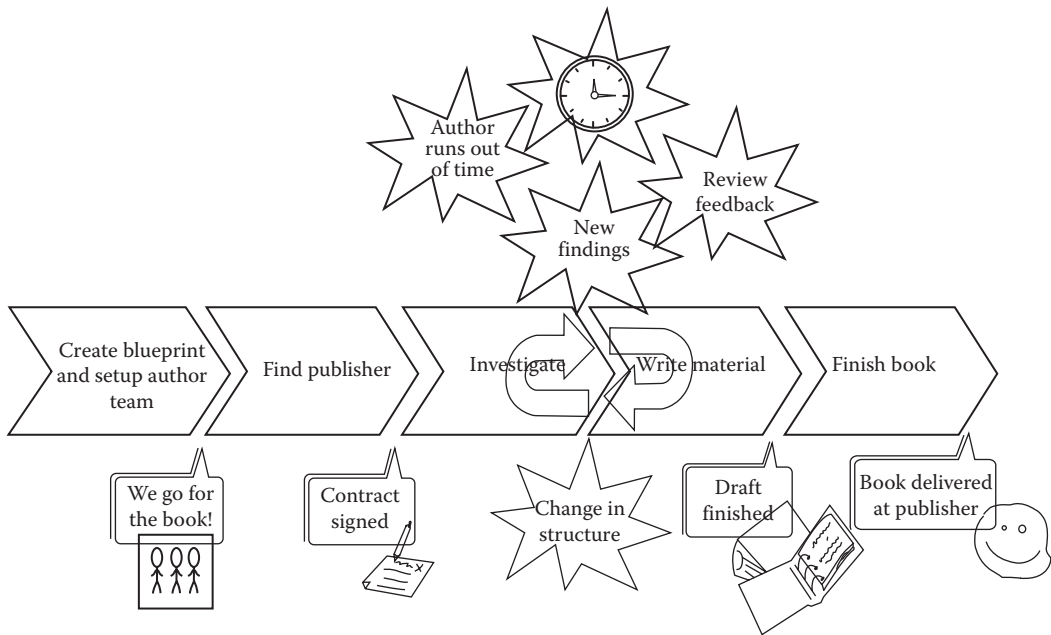 Author
runs out
of time
Review
feedback
New
findings
Create blueprint
and setup author
team
Find publisher
Investigate
Write material
Finish book
We go for
the book!
Contract
signed
Change in
structure
Draft
finished
Book delivered
at publisher